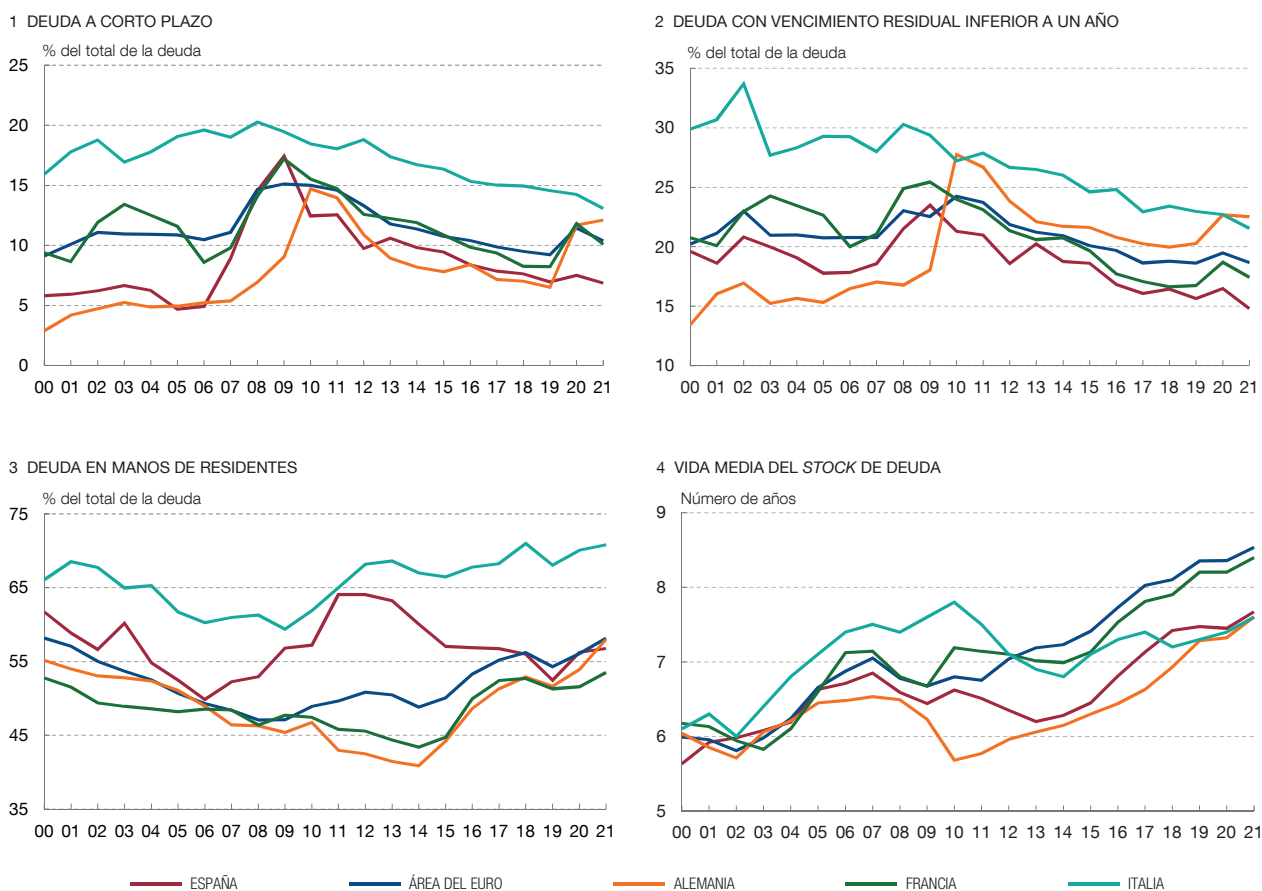 1 DEUDA A CORTO PLAZO
% del total de la deuda
25
20
15
10
5
0
00 01 02 03 04 05 06 07 08 09 10 11 12 13 14 15 16 17 18 19 20 21
2 DEUDA CON VENCIMIENTO RESIDUAL INFERIOR A UN AÑO
% del total de la deuda
35
30
25
20
15
10
00 01 02 03 04 05 06 07 08 09 10 11 12 13 14 15 16 17 18 19 20 21
3 DEUDA EN MANOS DE RESIDENTES
% del total de la deuda
75
65
55
45
35
00 01 02 03 04 05 06 07 08 09 10 11 12 13 14 15 16 17 18 19 20 21
4 VIDA MEDIA DEL STOCK DE DEUDA
Número de años
9
8
7
6
5
00 01 02 03 04 05 06 07 08 09 10 11 12 13 14 15 16 17 18 19 20 21
ESPAÑA ÁREA DEL EURO ALEMANIA FRANCIA ITALIA